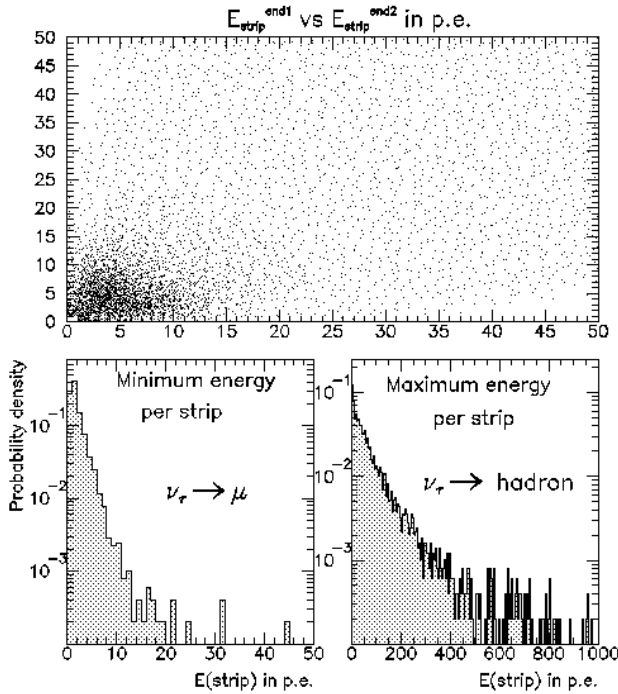 E_strip^end1 vs E_strip^end2 in p.e.
50
45
40
35
30
25
20
15
10
5
0
0 5 10 15 20 25 30 35 40 45 50
Probability density
10^-1
10^-2
10^-3
Minimum energy
per strip
ν_τ → μ
0 10 20 30 40 50
E(strip) in p.e.
10^-1
10^-2
10^-3
Maximum energy
per strip
ν_τ → hadron
0 200 400 600 800 1000
E(strip) in p.e.